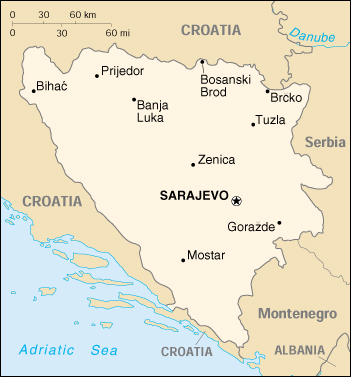 0 30 60 km
0 30 60 mi
CROATIA
Danube
Bihać
Prijedor
Bosanski
Brod
Banja
Luka
Brcko
Tuzla
Serbia
Zenica
CROATIA
SARAJEVO
Goražde
Mostar
Montenegro
Adriatic Sea
CROATIA
ALBANIA